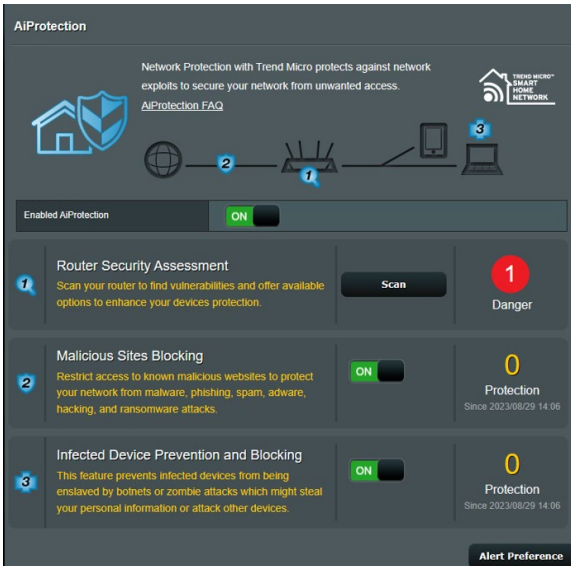 AiProtection
Network Protection with Trend Micro protects against network
exploits to secure your network from unwanted access.
AiProtection FAQ
TREND MICRO™
SMART
HOME
NETWORK
3
2
1
Enabled AiProtection
ON
1
Router Security Assessment
Scan your router to find vulnerabilities and offer available
options to enhance your devices protection.
Scan
1
Danger
2
Malicious Sites Blocking
Restrict access to known malicious websites to protect
your network from malware, phishing, spam, adware,
hacking, and ransomware attacks.
ON
0
Protection
Since 2023/08/29 14:06
3
Infected Device Prevention and Blocking
This feature prevents infected devices from being
enslaved by botnets or zombie attacks which might steal
your personal information or attack other devices.
ON
0
Protection
Since 2023/08/29 14:06
Alert Preference